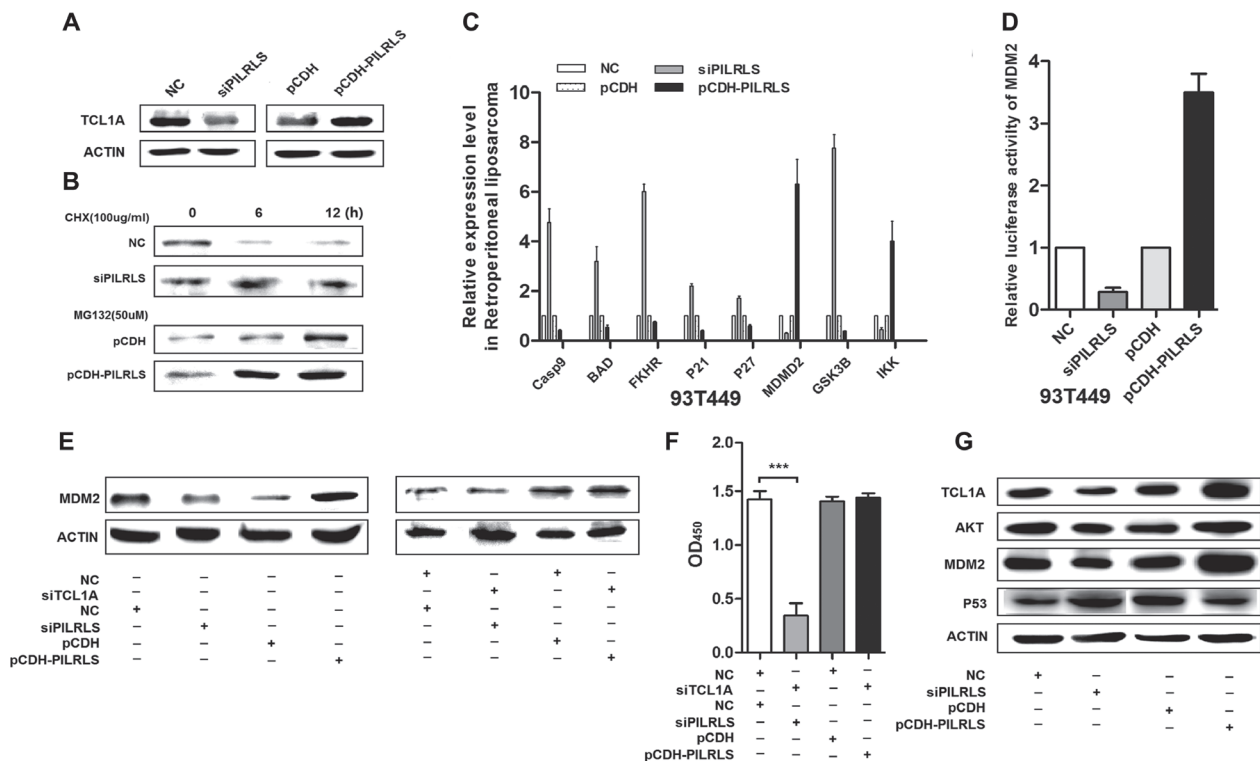 A
NC siPILRLS pCDH pCDH-PILRLS
TCL1A
ACTIN
B
CHX(100ug/ml) 0 6 12 (h)
NC
siPILRLS
MG132(50uM)
pCDH
pCDH-PILRLS
C
NC siPILRLS
pCDH pCDH-PILRLS
Relative expression level
in Retroperitoneal liposarcoma
10
8
6
4
2
1
0
Casp9 BAD FKHR P21 P27 MDMD2 GSK3B IKK
93T449
D
Relative luciferase activilty of MDM2
4
3
2
1
0
NC siPILRLS pCDH pCDH-PILRLS
93T449
E
MDM2
ACTIN
NC – – – – + – + –
siTCL1A – – – – – + – +
NC + – – – + – – –
siPILRLS – + – – – + – –
pCDH – – + – – – + –
pCDH-PILRLS – – – + – – – +
F
OD450
2.0
1.5
1.0
0.5
0.0
***
NC + – + –
siTCL1A – + – +
NC + – – –
siPILRLS – + – –
pCDH – – + –
pCDH-PILRLS – – – +
G
TCL1A
AKT
MDM2
P53
ACTIN
NC + – – –
siPILRLS – + – –
pCDH – – + –
pCDH-PILRLS – – – +